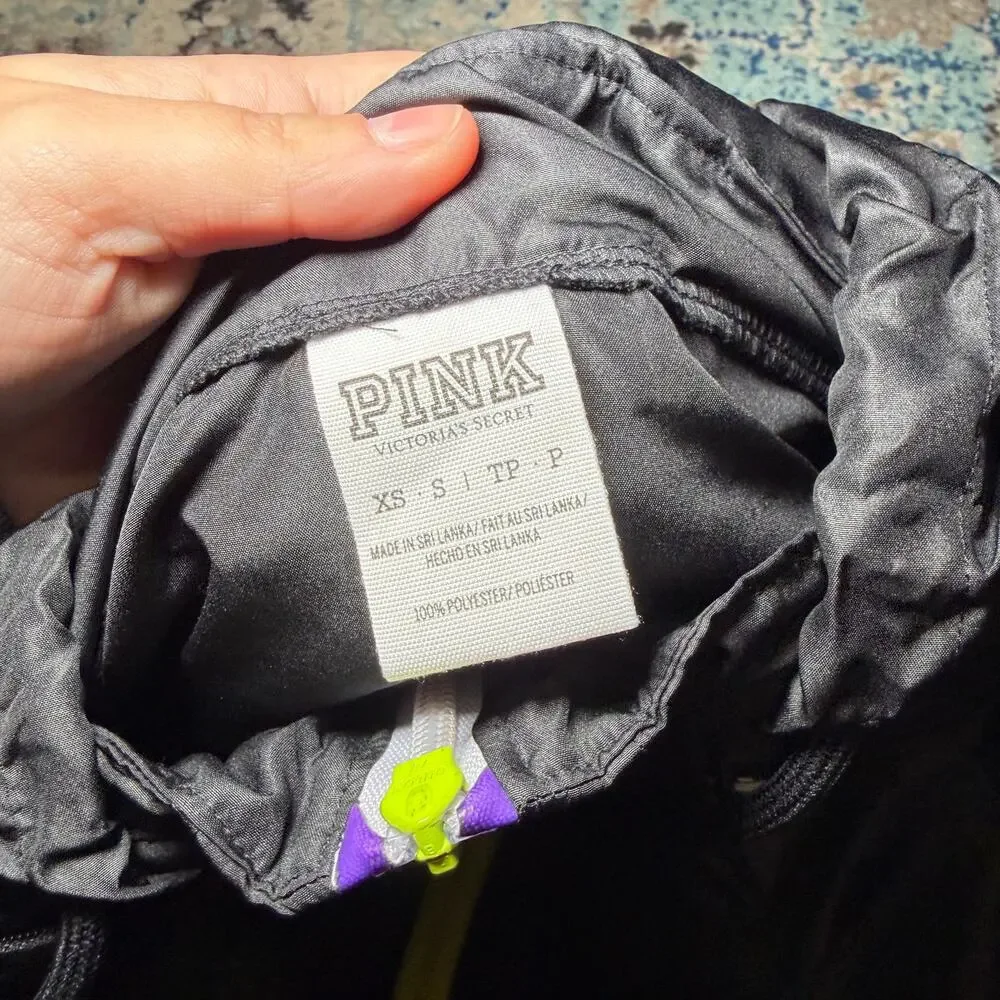 PINK
VICTORIA'S SECRET
XS · S | TP · P
MADE IN SRI LANKA/ FAIT AU SRI LANKA/
HECHO EN SRI LANKA
100% POLYESTER/ POLIÉSTER